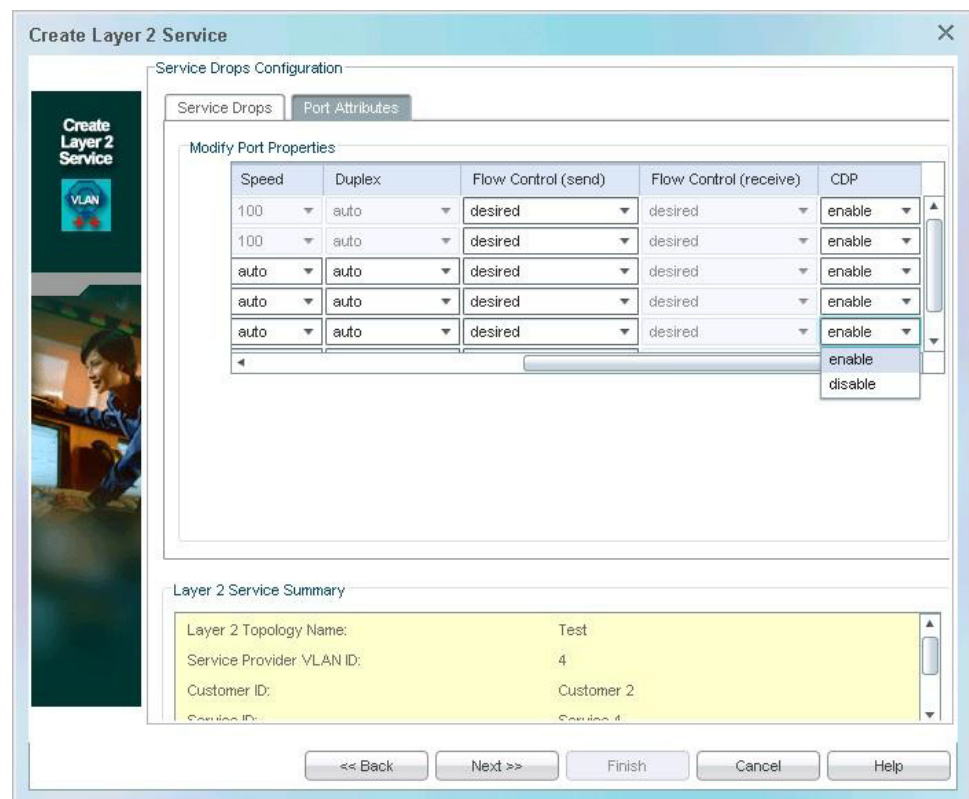 Create Layer 2 Service
Service Drops Configuration
Create
Layer 2
Service
VLAN
Service Drops Port Attributes
Modify Port Properties
Speed Duplex Flow Control (send) Flow Control (receive) CDP
100 auto desired desired enable
100 auto desired desired enable
auto auto desired desired enable
auto auto desired desired enable
auto auto desired desired enable
enable
disable
Layer 2 Service Summary
Layer 2 Topology Name: Test
Service Provider VLAN ID: 4
Customer ID: Customer 2
Service ID: Service 4
<< Back Next >> Finish Cancel Help